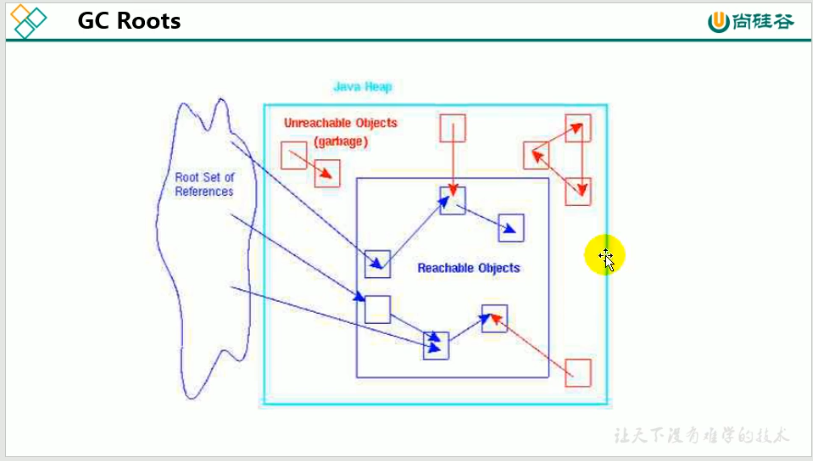 GC Roots
尚硅谷
Java Heap
Unreachable Objects
(garbage)
Root Set of
References
Reachable Objects
让天下没有难学的技术